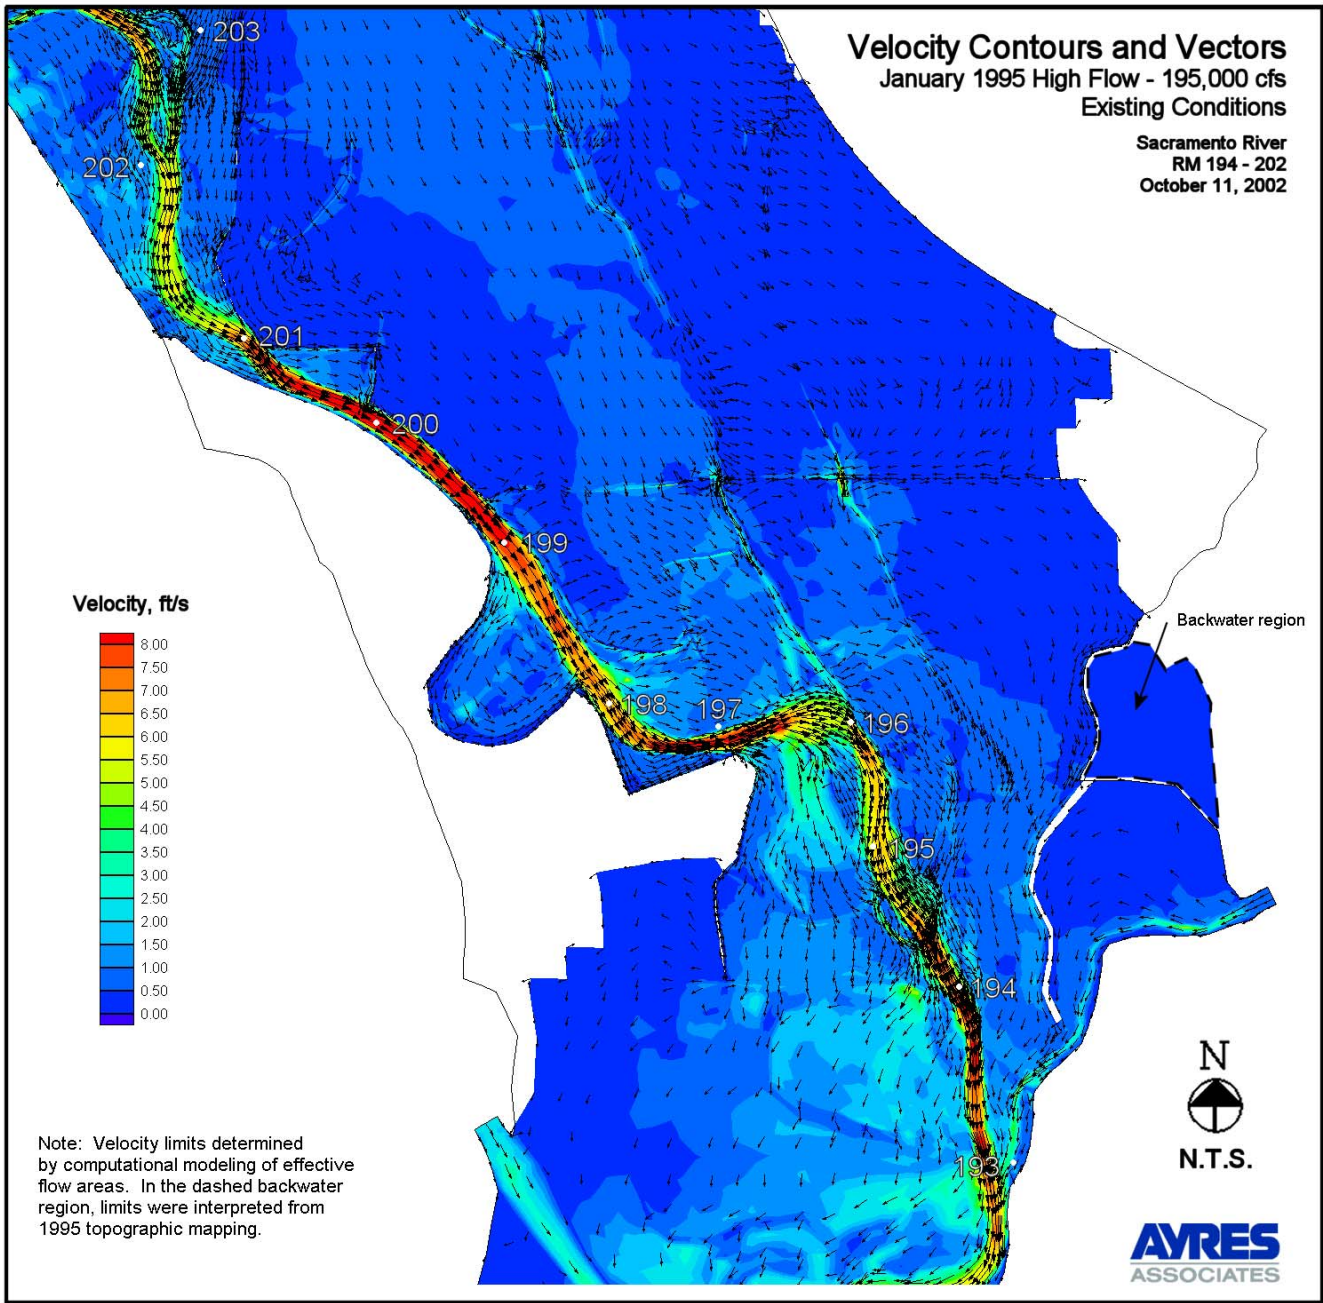 Velocity Contours and Vectors
January 1995 High Flow - 195,000 cfs
Existing Conditions
Sacramento River
RM 194 - 202
October 11, 2002
203
202
201
200
199
198
197
196
195
194
193
Backwater region
Velocity, ft/s
8.00
7.50
7.00
6.50
6.00
5.50
5.00
4.50
4.00
3.50
3.00
2.50
2.00
1.50
1.00
0.50
0.00
Note: Velocity limits determined
by computational modeling of effective
flow areas. In the dashed backwater
region, limits were interpreted from
1995 topographic mapping.
N
N.T.S.
AYRES
ASSOCIATES